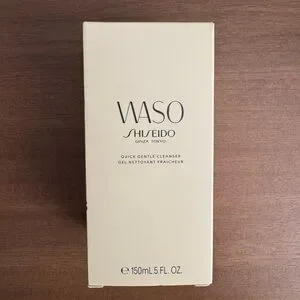 WASO
SHISEIDO
GINZA TOKYO
QUICK GENTLE CLEANSER
GEL NETTOYANT FRAICHEUR
℮ 150mL 5 FL. OZ.